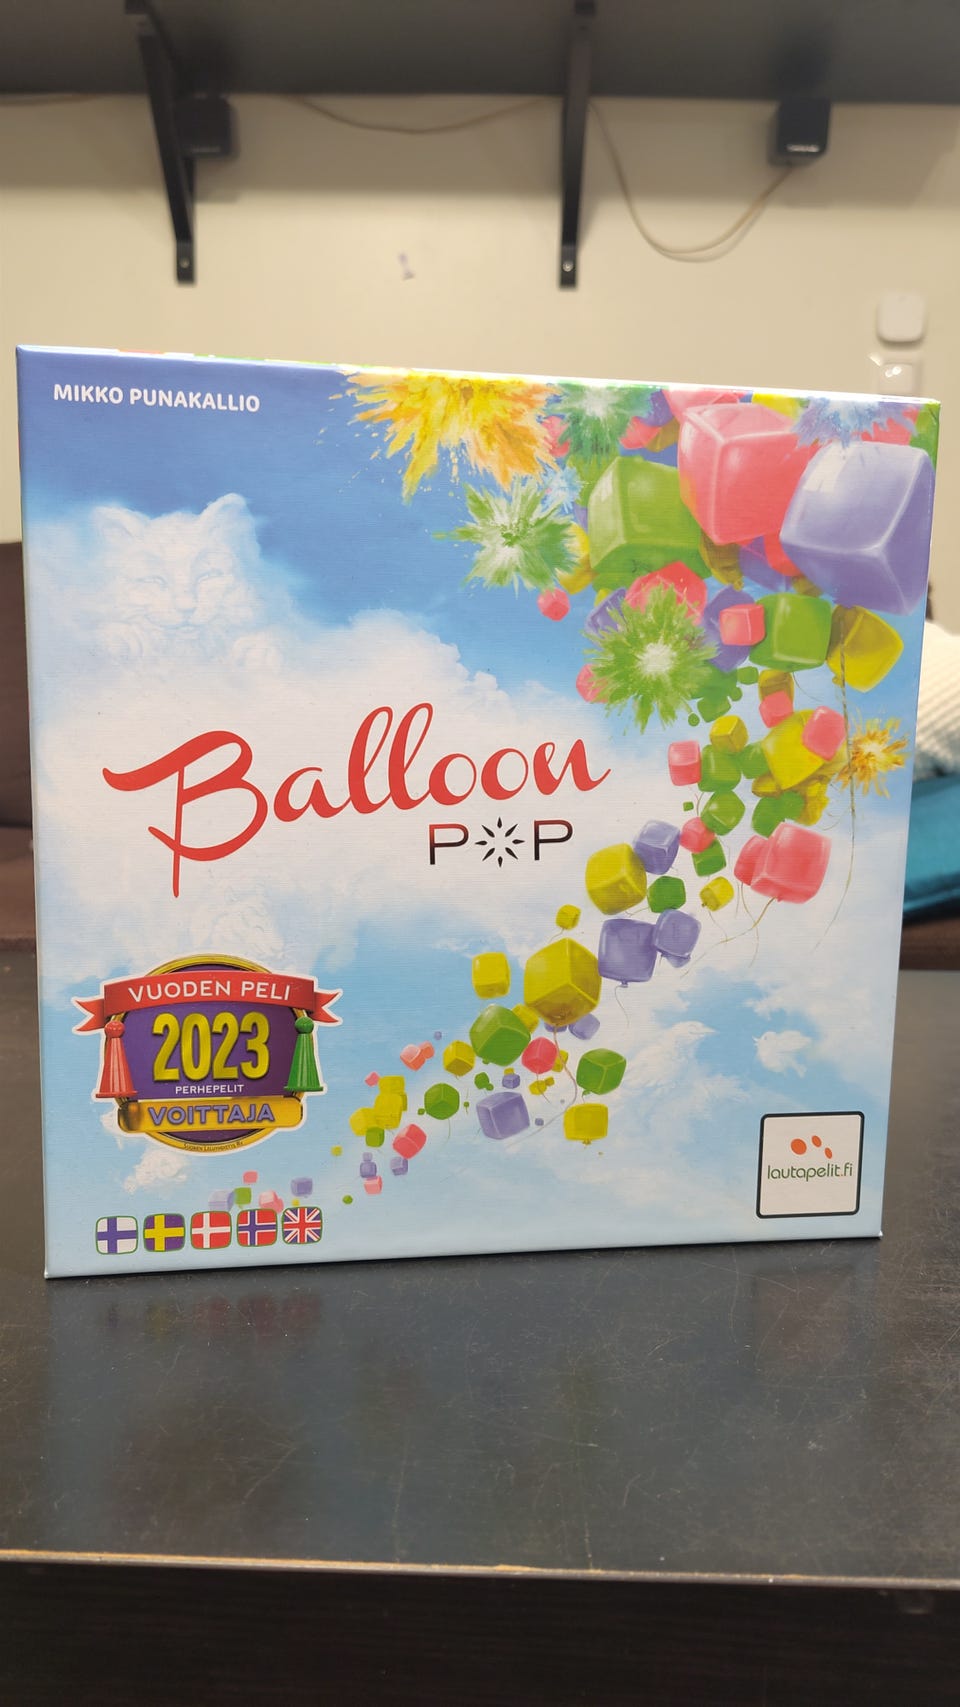 MIKKO PUNAKALLIO
Balloon
POP
VUODEN PELI
2023
PERHEPELIT
VOITTAJA
lautapelit.fi